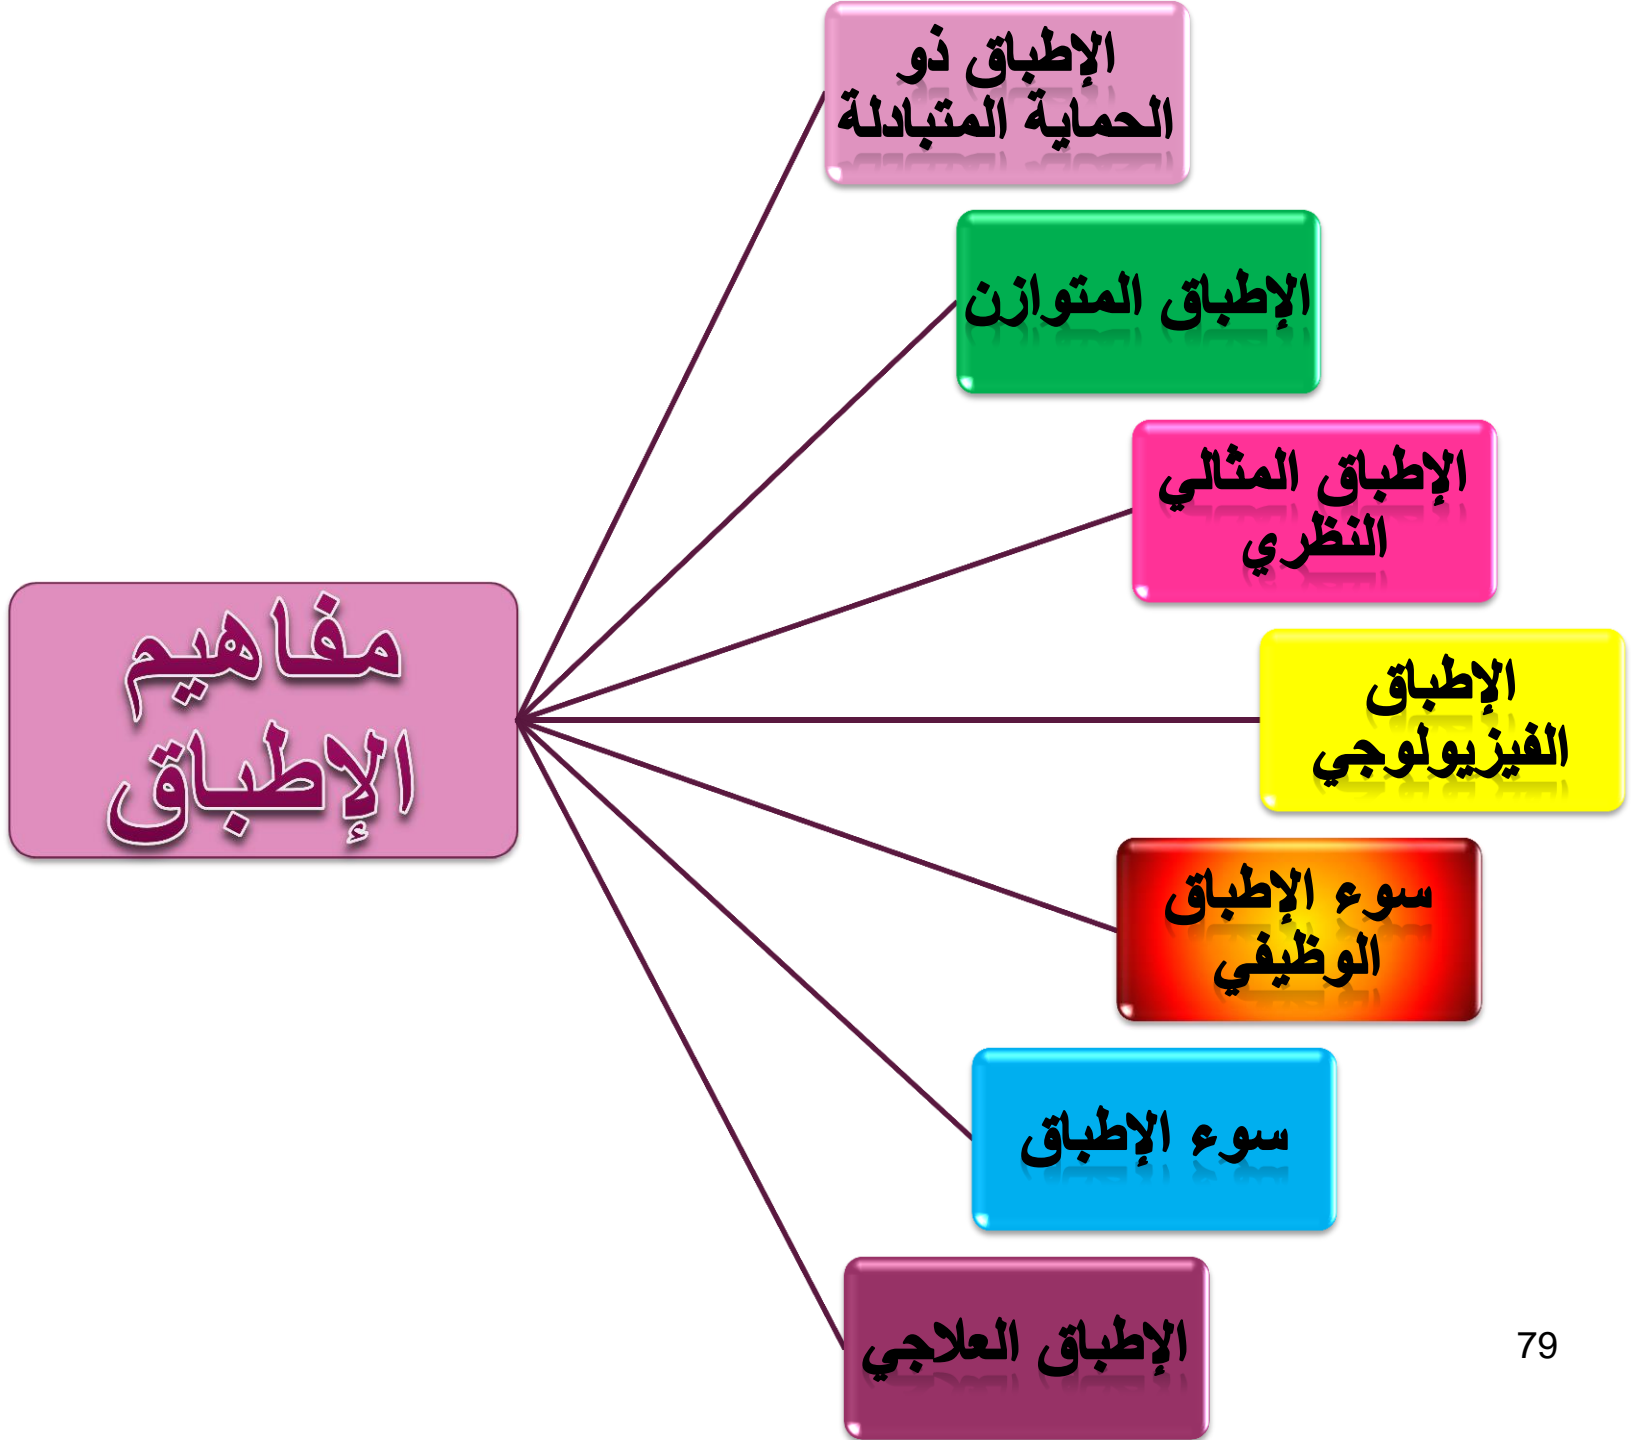 مفاهيم
الإطباق
الإطباق ذو
الحماية المتبادلة
الإطباق المتوازن
الإطباق المثالي
النظري
الإطباق
الفيزيولوجي
سوء الإطباق
الوظيفي
سوء الإطباق
الإطباق العلاجي
79